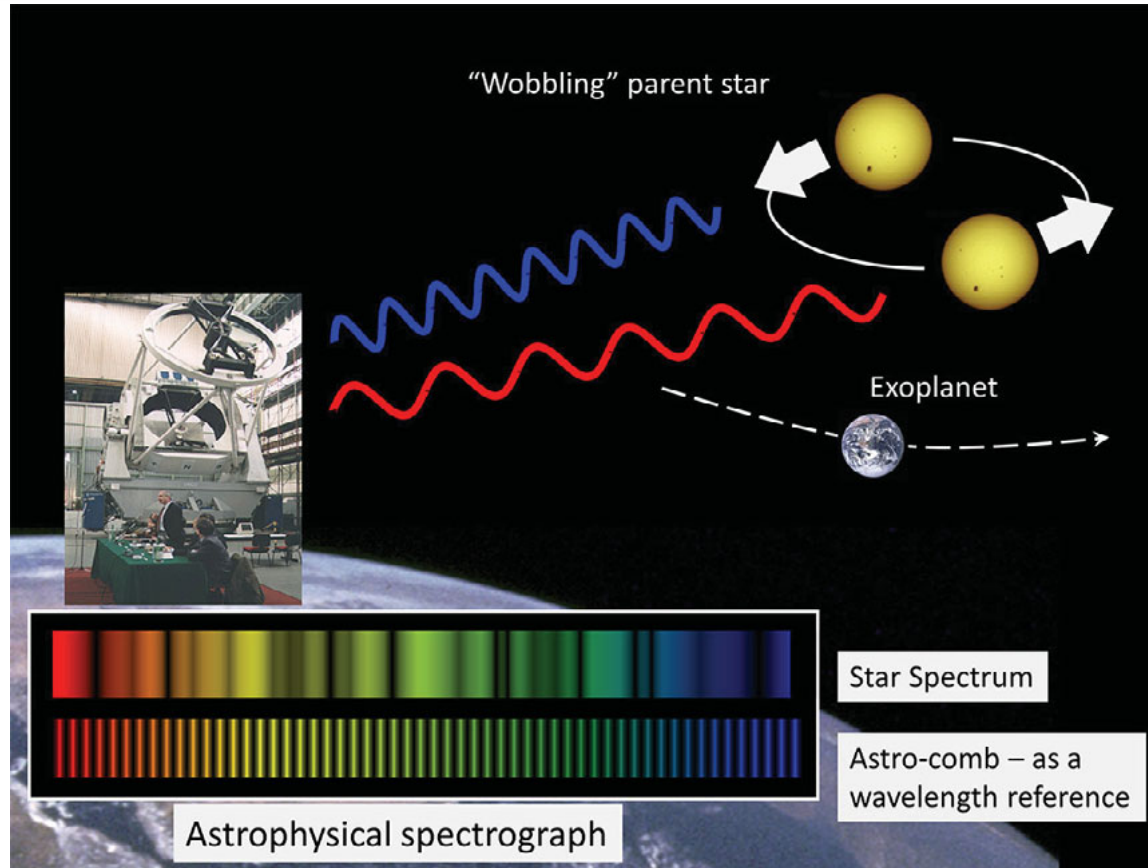 “Wobbling” parent star
Exoplanet
Star Spectrum
Astro-comb – as a
wavelength reference
Astrophysical spectrograph